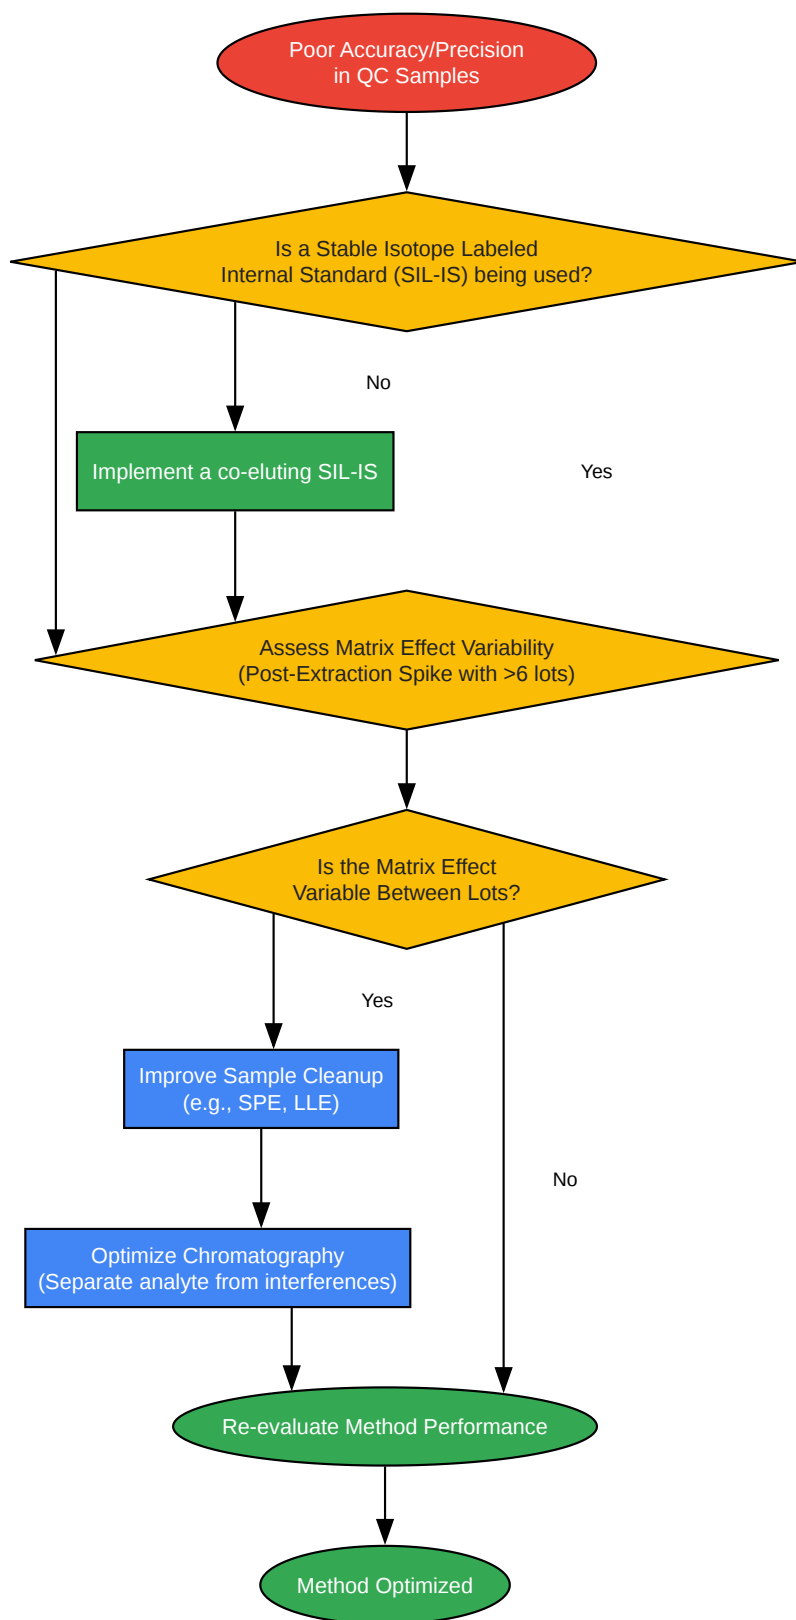 Poor Accuracy/Precision
in QC Samples
Is a Stable Isotope Labeled
Internal Standard (SIL-IS) being used?
No
Implement a co-eluting SIL-IS
Yes
Assess Matrix Effect Variability
(Post-Extraction Spike with >6 lots)
Is the Matrix Effect
Variable Between Lots?
Yes
Improve Sample Cleanup
(e.g., SPE, LLE)
No
Optimize Chromatography
(Separate analyte from interferences)
Re-evaluate Method Performance
Method Optimized